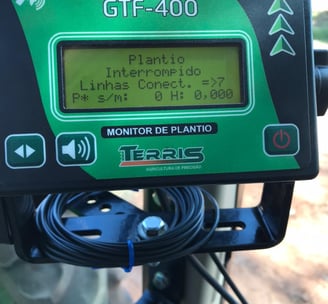 GTF-400
Plantio
Interrompido
Linhas Conect. =>7
P* s/m: 0 H: 0,000
MONITOR DE PLANTIO
TERRIS
AGRICULTURA DE PRECISÃO